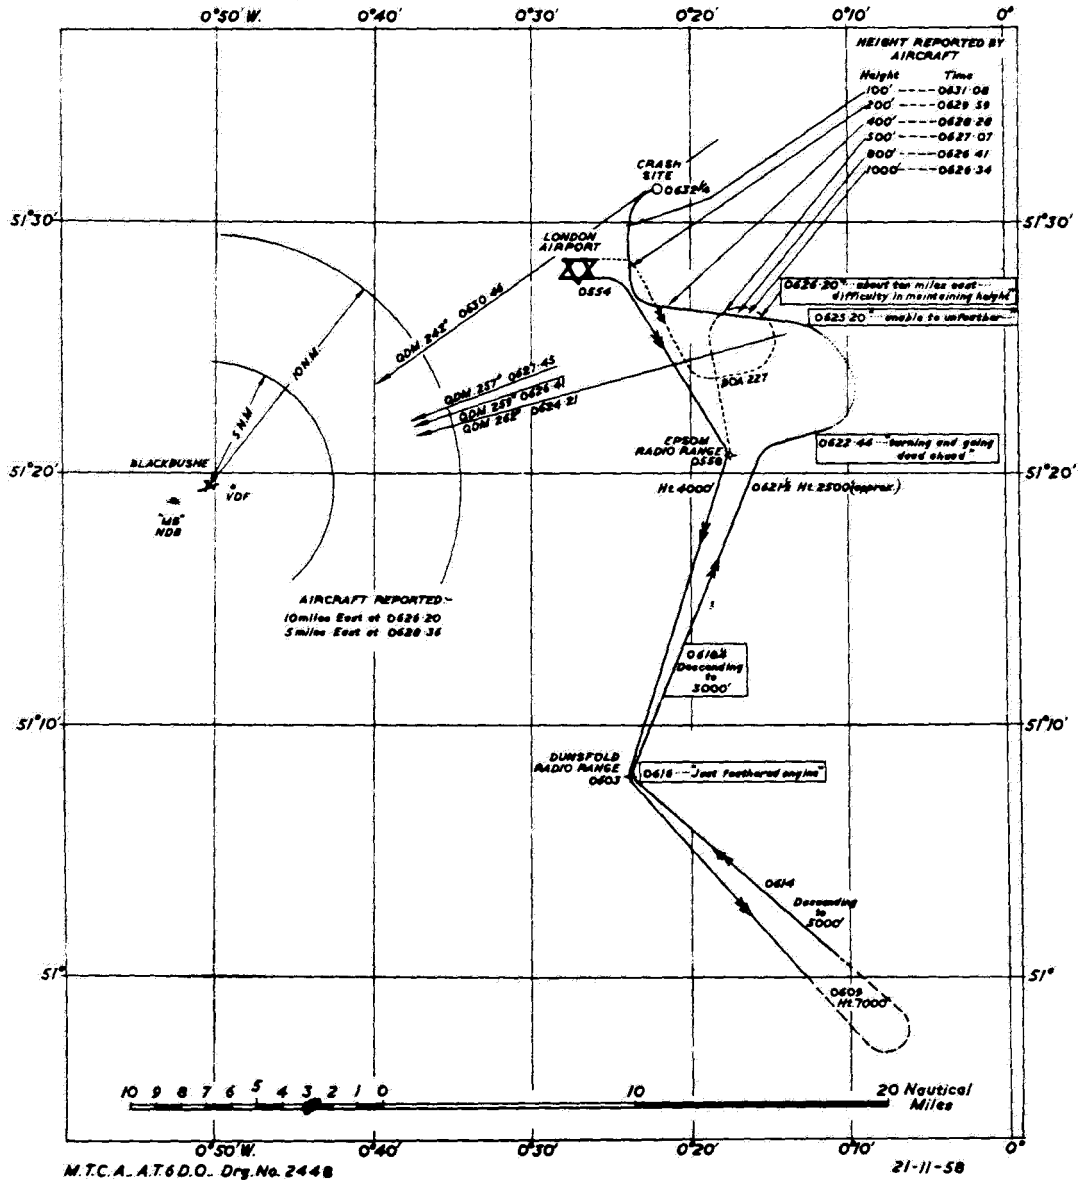 0°50' W.
0°40'
0°30'
0°20'
0°10'
0°
HEIGHT REPORTED BY
AIRCRAFT
Height Time
100' 0631·08
200' 0629·59
400' 0628·28
500' 0627·07
800' 0626·41
1000' 0626·34
CRASH
SITE
0632¼
51°30'
51°30'
LONDON
AIRPORT
0554
0626·20 "about ten miles east
difficulty in maintaining height"
0625·20 "unable to unfeather"
QDM 242° 0630·46
10 N.M.
5 N.M.
QDM 257° 0627·45
QDM 259° 0626·41
QDM 262° 0624·21
BOA 227
0622·44 "turning and going
dead ahead"
EPSOM
RADIO RANGE
0558
BLACKBUSHE
VDF
"MB"
NDB
51°20'
51°20'
Ht. 4000'
0621½ Ht. 2500 (approx.)
AIRCRAFT REPORTED:-
10 miles East at 0626·20
5 miles East at 0628·36
Descending
to
3000'
51°10'
51°10'
DUNSFOLD
RADIO RANGE
0603
0616 "Just feathered engine"
0614
Descending
to
5000'
51°
51°
0609
Ht. 7000'
10 9 8 7 6 5 4 3 2 1 0 10 20 Nautical
Miles
0°50' W.
0°40'
0°30'
0°20'
0°10'
0°
M.T.C.A. A.T.6 D.O. Drg. No. 2448
21-11-58